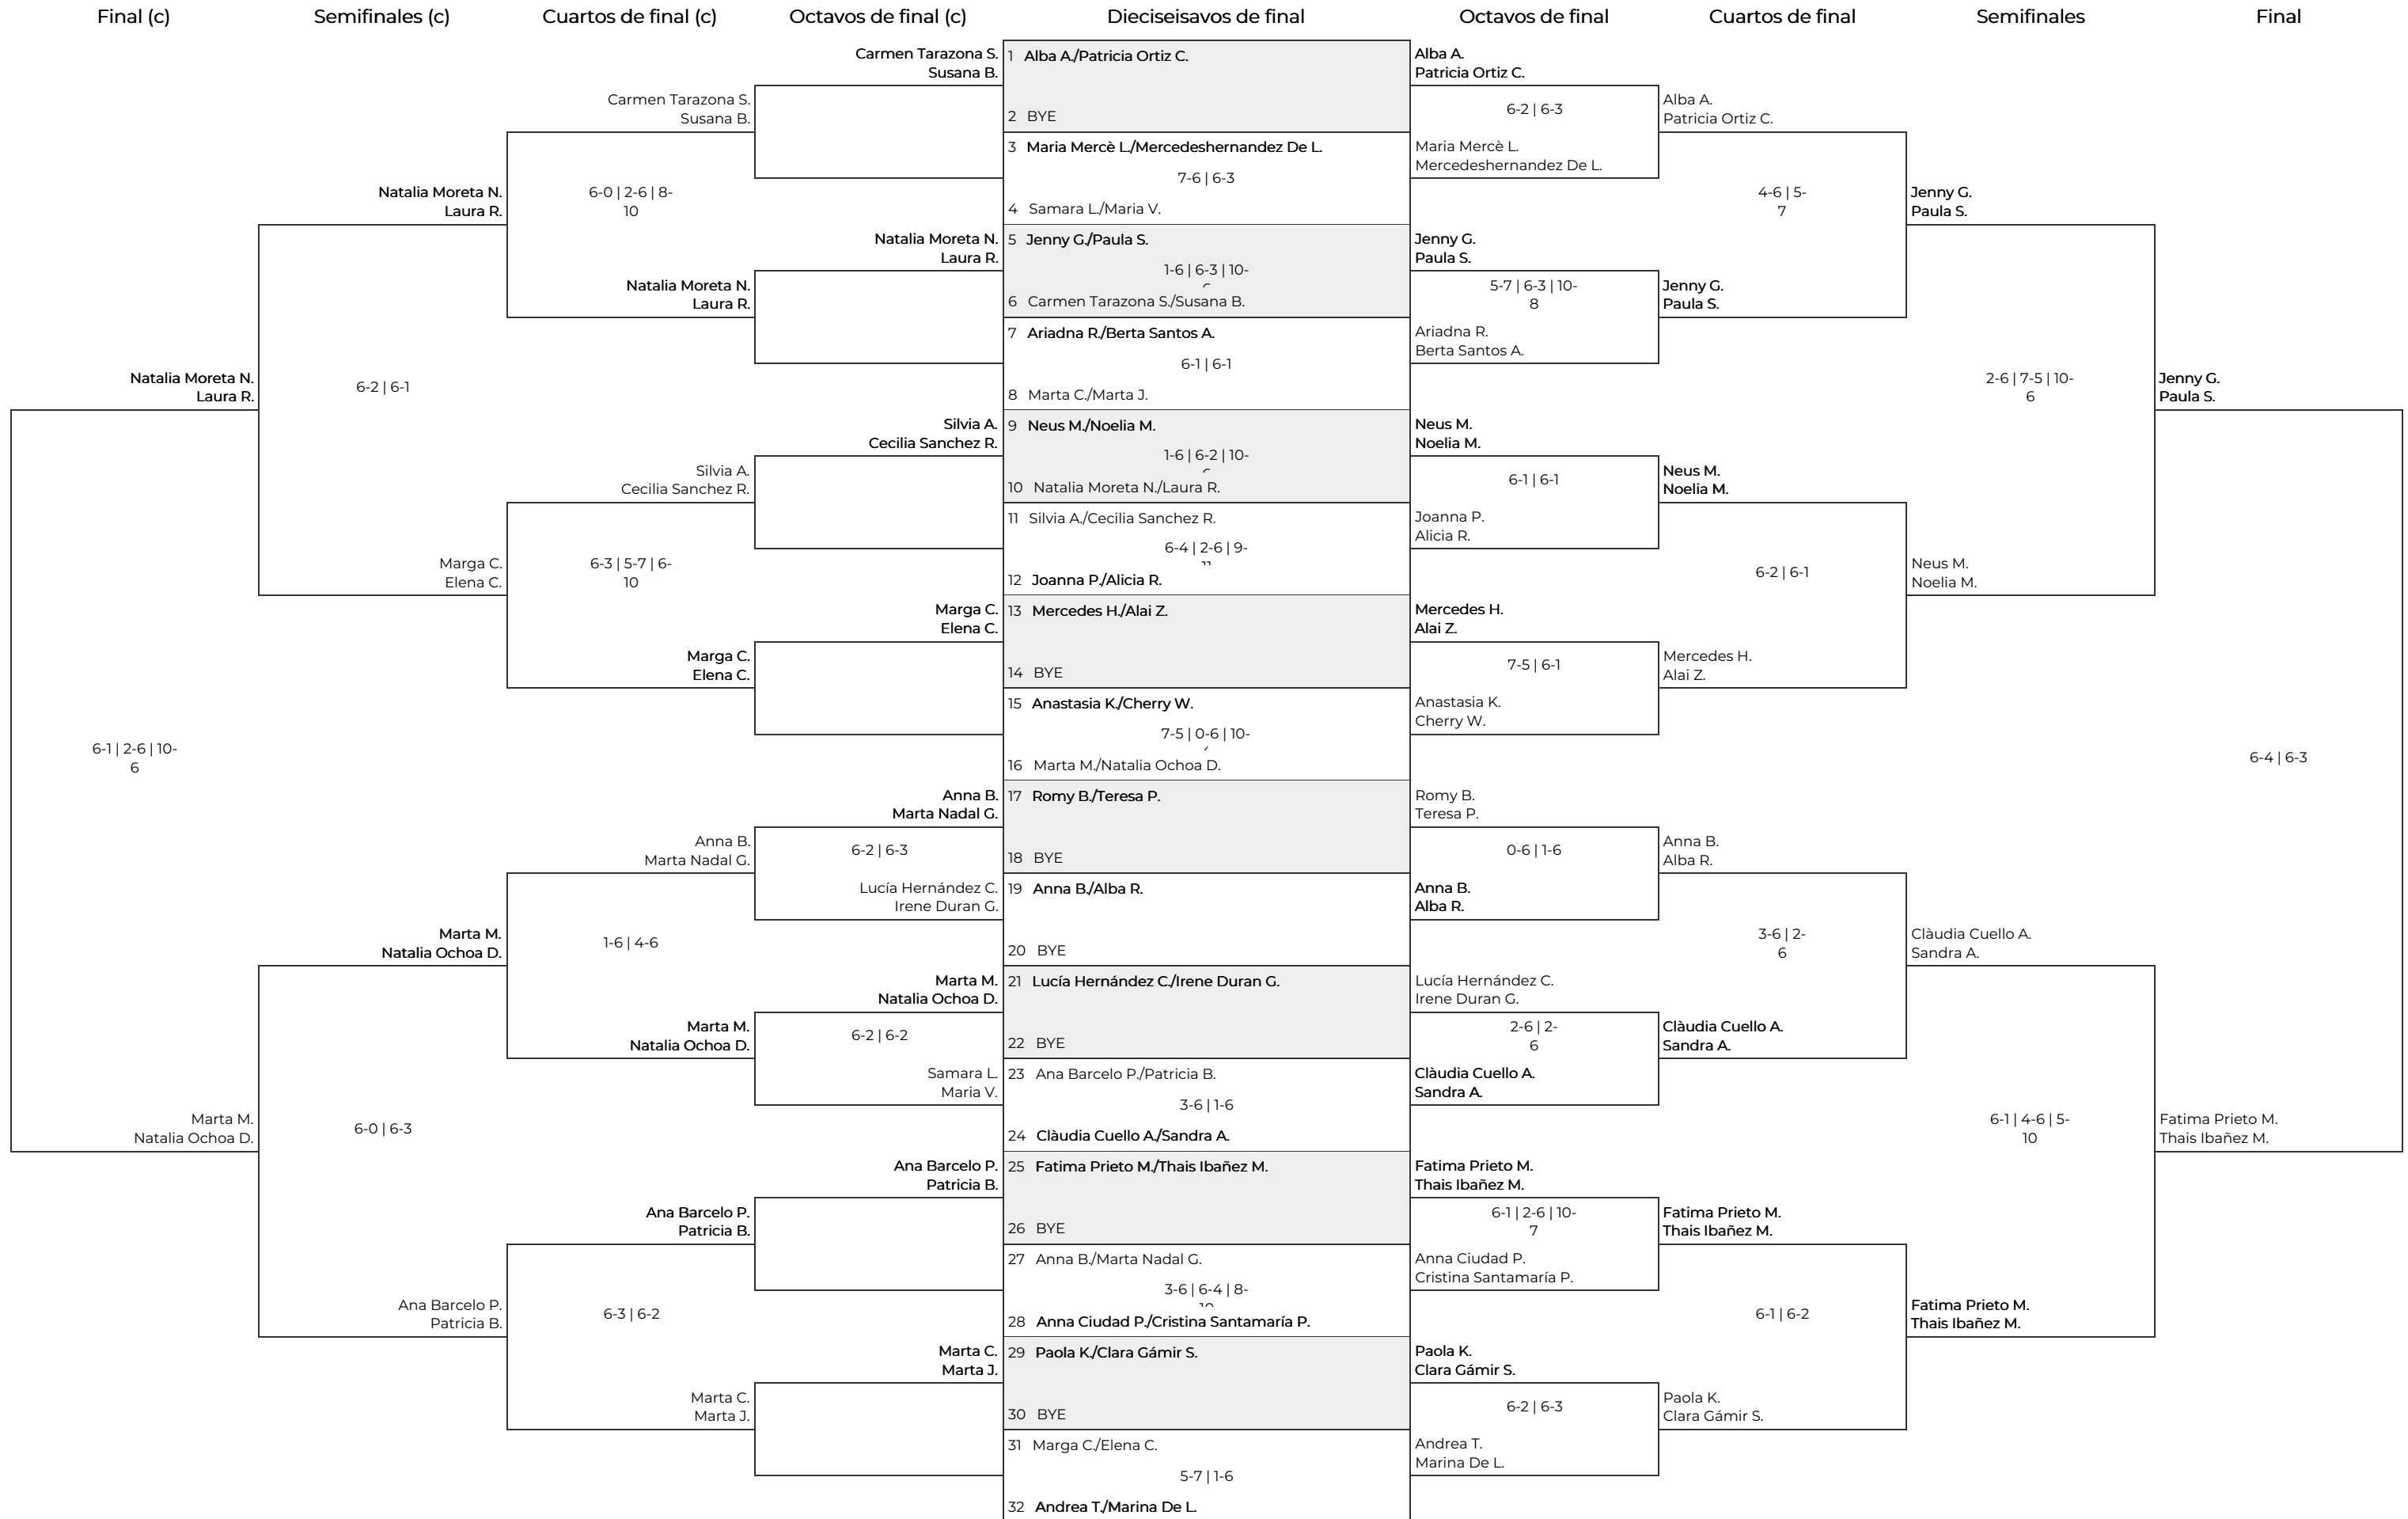 Final (c)
Semifinales (c)
Cuartos de final (c)
Octavos de final (c)
Dieciseisavos de final
Octavos de final
Cuartos de final
Semifinales
Final
Natalia Moreta N.
Laura R.
6-1 | 2-6 | 10-
6
Marta M.
Natalia Ochoa D.
Natalia Moreta N.
Laura R.
6-2 | 6-1
Marga C.
Elena C.
Marta M.
Natalia Ochoa D.
6-0 | 6-3
Ana Barcelo P.
Patricia B.
Carmen Tarazona S.
Susana B.
6-0 | 2-6 | 8-
10
Natalia Moreta N.
Laura R.
Silvia A.
Cecilia Sanchez R.
6-3 | 5-7 | 6-
10
Marga C.
Elena C.
Anna B.
Marta Nadal G.
1-6 | 4-6
Marta M.
Natalia Ochoa D.
Ana Barcelo P.
Patricia B.
6-3 | 6-2
Marta C.
Marta J.
Carmen Tarazona S.
Susana B.
Natalia Moreta N.
Laura R.
Silvia A.
Cecilia Sanchez R.
Marga C.
Elena C.
Anna B.
Marta Nadal G.
6-2 | 6-3
Lucía Hernández C.
Irene Duran G.
Marta M.
Natalia Ochoa D.
6-2 | 6-2
Samara L.
Maria V.
Ana Barcelo P.
Patricia B.
Marta C.
Marta J.
1 Alba A./Patricia Ortiz C.
2 BYE
3 Maria Mercè L./Mercedeshernandez De L.
7-6 | 6-3
4 Samara L./Maria V.
5 Jenny G./Paula S.
1-6 | 6-3 | 10-
6 Carmen Tarazona S./Susana B.
7 Ariadna R./Berta Santos A.
6-1 | 6-1
8 Marta C./Marta J.
9 Neus M./Noelia M.
1-6 | 6-2 | 10-
10 Natalia Moreta N./Laura R.
11 Silvia A./Cecilia Sanchez R.
6-4 | 2-6 | 9-
11
12 Joanna P./Alicia R.
13 Mercedes H./Alai Z.
14 BYE
15 Anastasia K./Cherry W.
7-5 | 0-6 | 10-
16 Marta M./Natalia Ochoa D.
17 Romy B./Teresa P.
18 BYE
19 Anna B./Alba R.
20 BYE
21 Lucía Hernández C./Irene Duran G.
22 BYE
23 Ana Barcelo P./Patricia B.
3-6 | 1-6
24 Clàudia Cuello A./Sandra A.
25 Fatima Prieto M./Thais Ibañez M.
26 BYE
27 Anna B./Marta Nadal G.
3-6 | 6-4 | 8-
10
28 Anna Ciudad P./Cristina Santamaría P.
29 Paola K./Clara Gámir S.
30 BYE
31 Marga C./Elena C.
5-7 | 1-6
32 Andrea T./Marina De L.
Alba A.
Patricia Ortiz C.
6-2 | 6-3
Maria Mercè L.
Mercedeshernandez De L.
Jenny G.
Paula S.
5-7 | 6-3 | 10-
8
Ariadna R.
Berta Santos A.
Neus M.
Noelia M.
6-1 | 6-1
Joanna P.
Alicia R.
Mercedes H.
Alai Z.
7-5 | 6-1
Anastasia K.
Cherry W.
Romy B.
Teresa P.
0-6 | 1-6
Anna B.
Alba R.
Lucía Hernández C.
Irene Duran G.
2-6 | 2-
6
Clàudia Cuello A.
Sandra A.
Fatima Prieto M.
Thais Ibañez M.
6-1 | 2-6 | 10-
7
Anna Ciudad P.
Cristina Santamaría P.
Paola K.
Clara Gámir S.
6-2 | 6-3
Andrea T.
Marina De L.
Alba A.
Patricia Ortiz C.
4-6 | 5-
7
Jenny G.
Paula S.
Neus M.
Noelia M.
6-2 | 6-1
Mercedes H.
Alai Z.
Anna B.
Alba R.
3-6 | 2-
6
Clàudia Cuello A.
Sandra A.
Fatima Prieto M.
Thais Ibañez M.
6-1 | 6-2
Paola K.
Clara Gámir S.
Jenny G.
Paula S.
2-6 | 7-5 | 10-
6
Neus M.
Noelia M.
Clàudia Cuello A.
Sandra A.
6-1 | 4-6 | 5-
10
Fatima Prieto M.
Thais Ibañez M.
Jenny G.
Paula S.
6-4 | 6-3
Fatima Prieto M.
Thais Ibañez M.